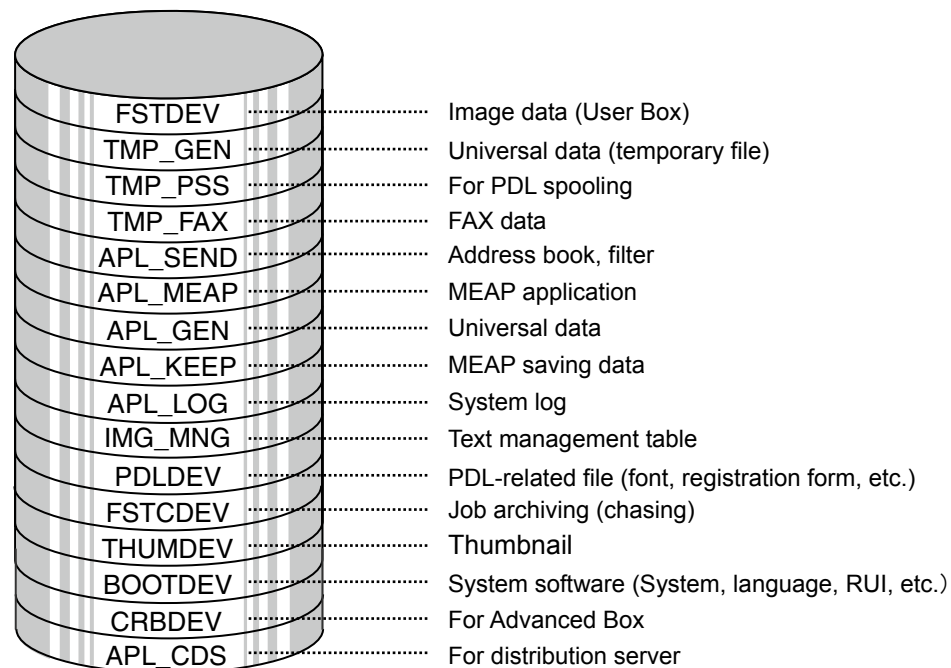 FSTDEV Image data (User Box)
TMP_GEN Universal data (temporary file)
TMP_PSS For PDL spooling
TMP_FAX FAX data
APL_SEND Address book, filter
APL_MEAP MEAP application
APL_GEN Universal data
APL_KEEP MEAP saving data
APL_LOG System log
IMG_MNG Text management table
PDLDEV PDL-related file (font, registration form, etc.)
FSTCDEV Job archiving (chasing)
THUMDEV Thumbnail
BOOTDEV System software (System, language, RUI, etc.)
CRBDEV For Advanced Box
APL_CDS For distribution server